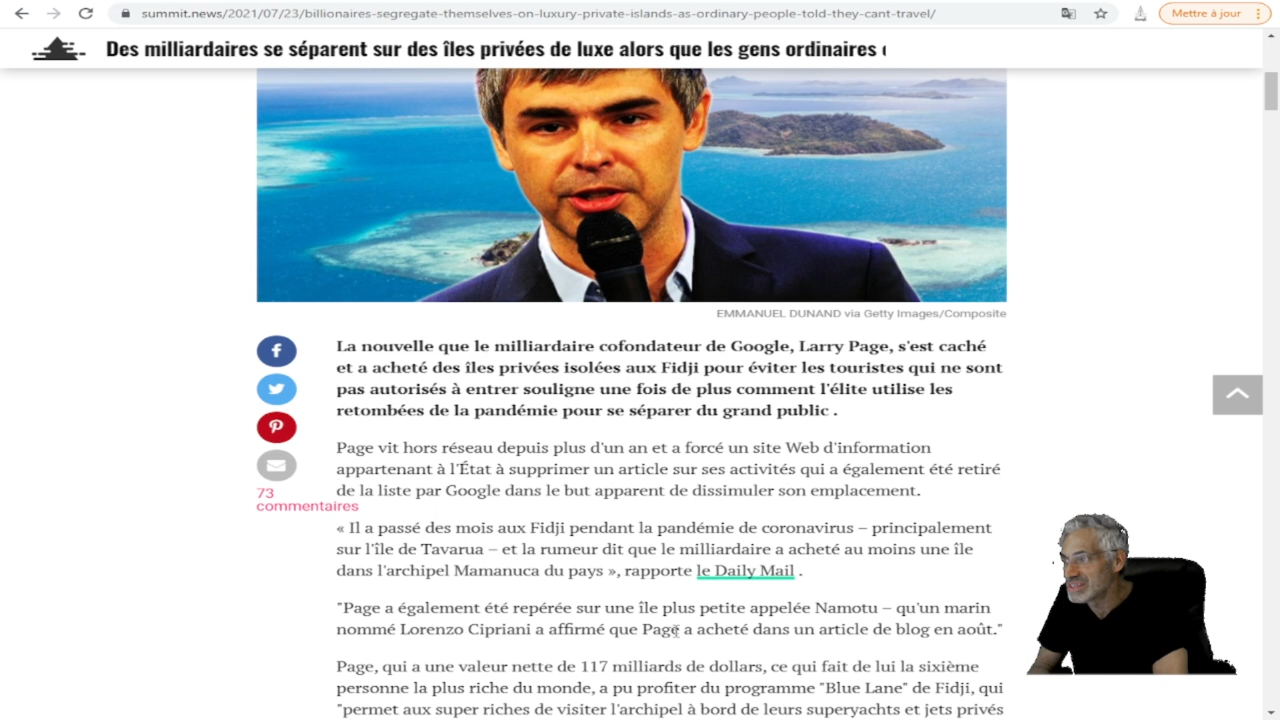 summit.news/2021/07/23/billionaires-segregate-themselves-on-luxury-private-islands-as-ordinary-people-told-they-cant-travel/
Mettre à jour
Des milliardaires se séparent sur des îles privées de luxe alors que les gens ordinaires
EMMANUEL DUNAND via Getty Images/Composite
La nouvelle que le milliardaire cofondateur de Google, Larry Page, s'est caché
et a acheté des îles privées isolées aux Fidji pour éviter les touristes qui ne sont
pas autorisés à entrer souligne une fois de plus comment l'élite utilise les
retombées de la pandémie pour se séparer du grand public .
Page vit hors réseau depuis plus d'un an et a forcé un site Web d'information
appartenant à l'État à supprimer un article sur ses activités qui a également été retiré
de la liste par Google dans le but apparent de dissimuler son emplacement.
73
commentaires
« Il a passé des mois aux Fidji pendant la pandémie de coronavirus – principalement
sur l'île de Tavarua – et la rumeur dit que le milliardaire a acheté au moins une île
dans l'archipel Mamanuca du pays », rapporte le Daily Mail .
"Page a également été repérée sur une île plus petite appelée Namotu – qu'un marin
nommé Lorenzo Cipriani a affirmé que Page a acheté dans un article de blog en août."
Page, qui a une valeur nette de 117 milliards de dollars, ce qui fait de lui la sixième
personne la plus riche du monde, a pu profiter du programme "Blue Lane" de Fidji, qui
"permet aux super riches de visiter l'archipel à bord de leurs superyachts et jets privés